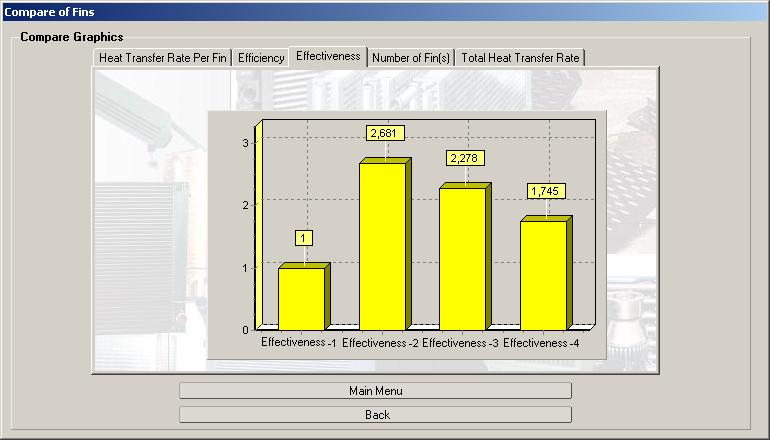 Compare of Fins
Compare Graphics
Heat Transfer Rate Per Fin Efficiency Effectiveness Number of Fin(s) Total Heat Transfer Rate
2,681
2,278
1,745
1
3
2
1
0
Effectiveness -1 Effectiveness -2 Effectiveness -3 Effectiveness -4
Main Menu
Back